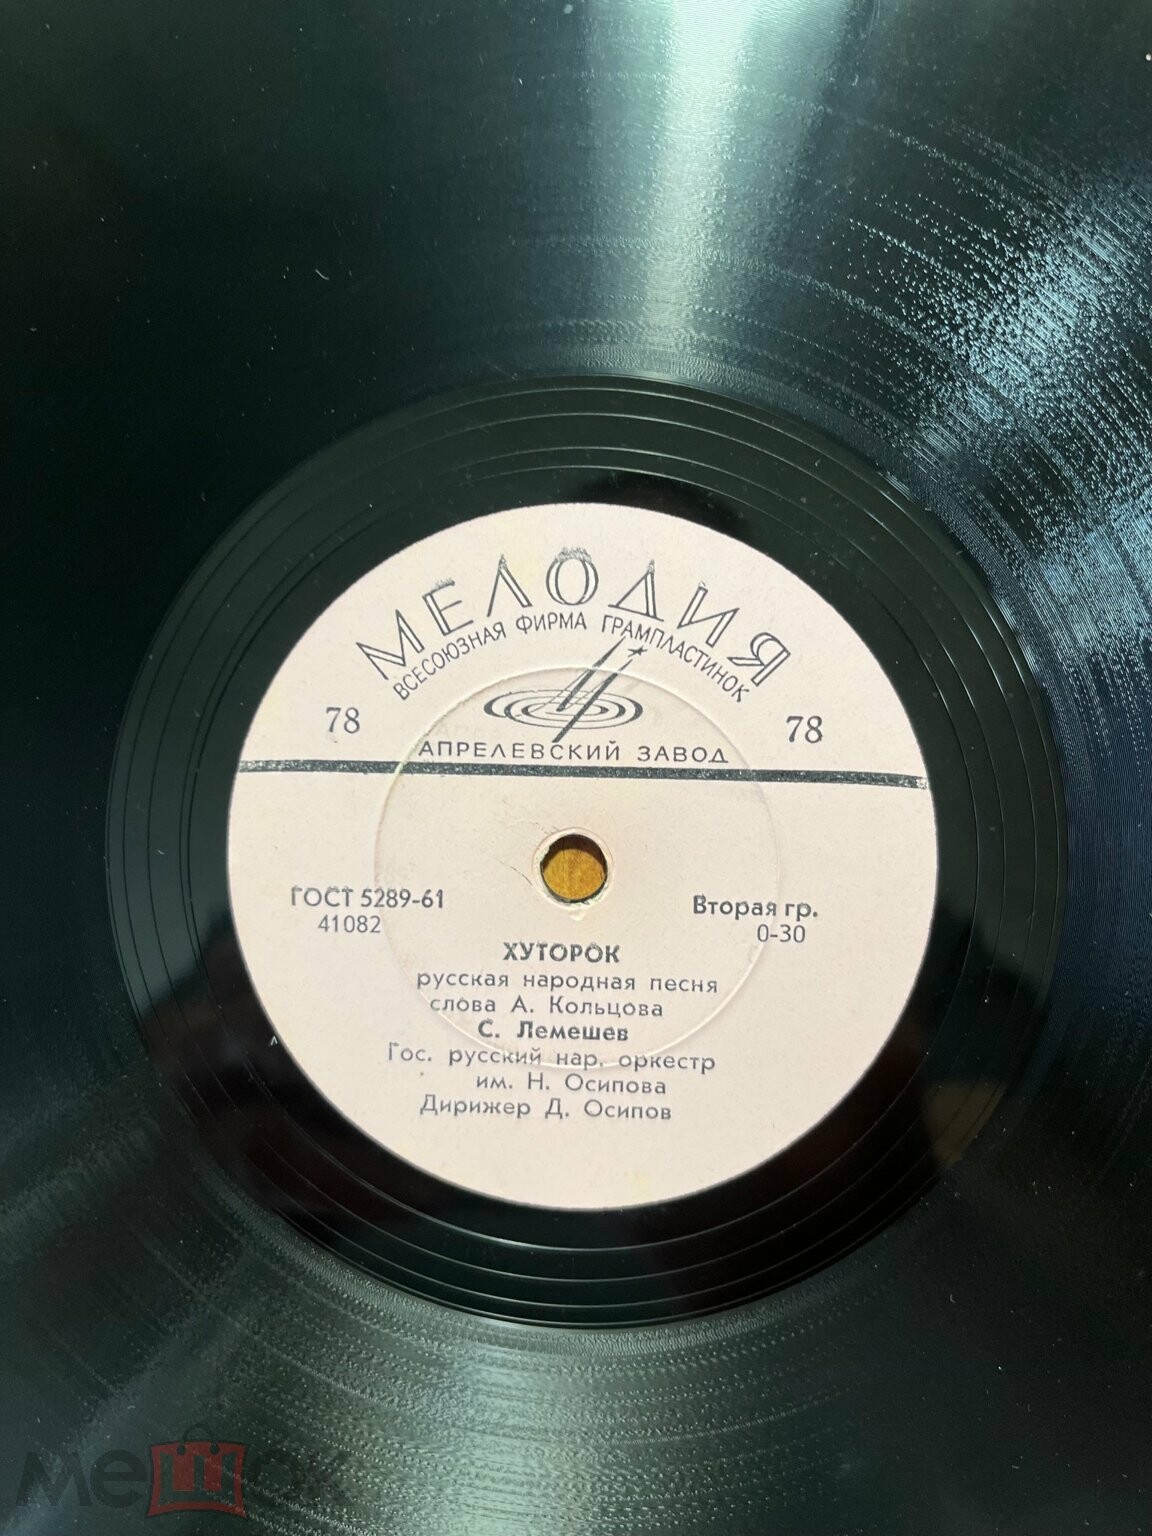 МЕЛОДИЯ
ВСЕСОЮЗНАЯ ФИРМА ГРАМПЛАСТИНОК
78 78
АПРЕЛЕВСКИЙ ЗАВОД
ГОСТ 5289-61 Вторая гр.
41082 0-30
ХУТОРОК
русская народная песня
слова А. Кольцова
С. Лемешев
Гос. русский нар. оркестр
им. Н. Осипова
Дирижер Д. Осипов
мешок